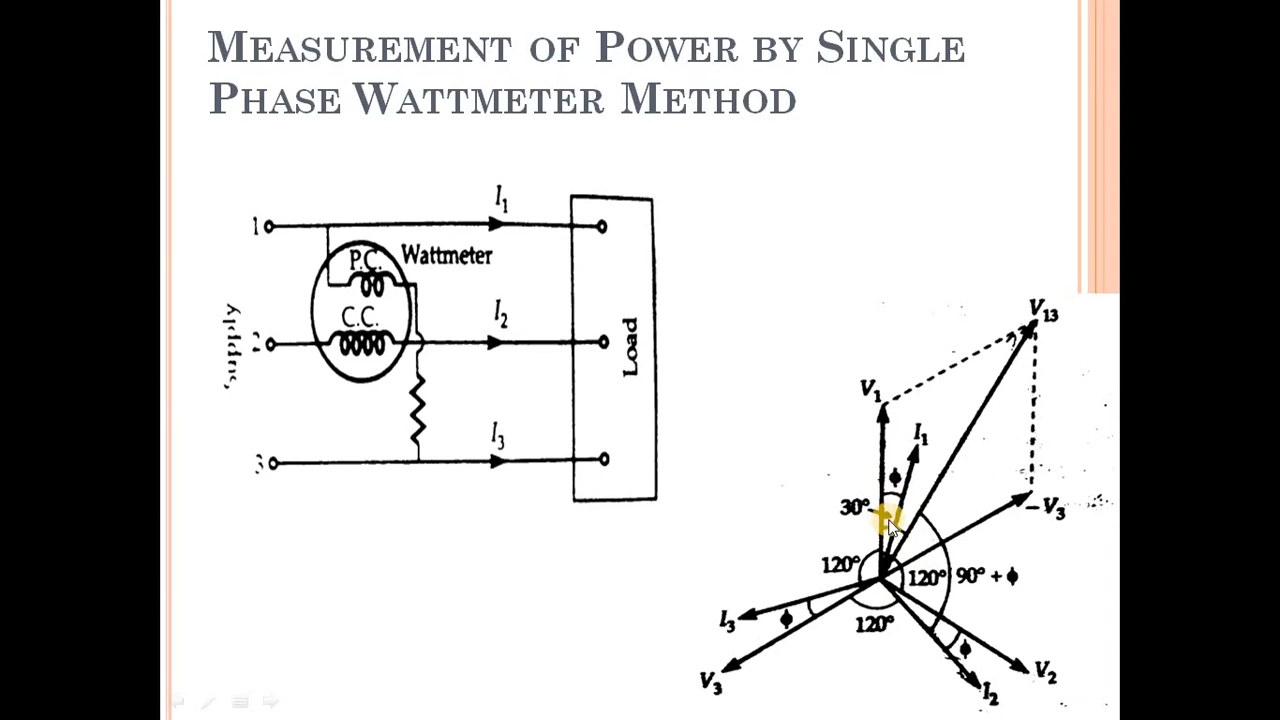 MEASUREMENT OF POWER BY SINGLE
PHASE WATTMETER METHOD
I₁
1
P.C.
Wattmeter
C.C.
I₂
2
Supply
Load
I₃
3
V₁₃
V₁
I₁
ϕ
30°
-V₃
120°
120°
90° + ϕ
I₃
ϕ
120°
ϕ
V₃
V₂
I₂